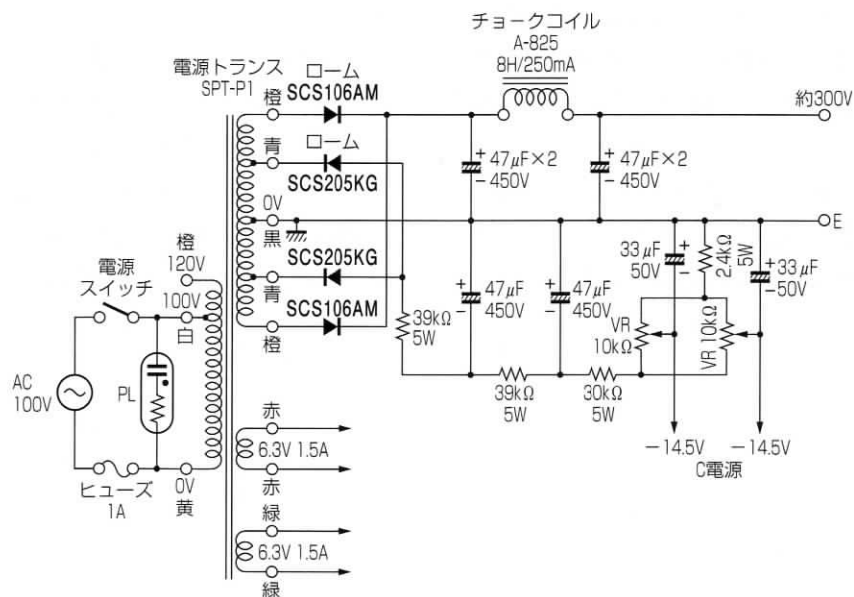 チョークコイル
A-825
8H/250mA
電源トランス
SPT-P1
橙
ローム
SCS106AM
約300V
青
ローム
SCS205KG
47μF×2
450V
47μF×2
450V
0V
黒
E
橙
120V
100V
白
電源
スイッチ
SCS205KG
青
SCS106AM
橙
39kΩ
5W
47μF
450V
47μF
450V
33μF
50V
2.4kΩ
5W
33μF
50V
VR
10kΩ
VR 10kΩ
39kΩ
5W
30kΩ
5W
AC
100V
PL
ヒューズ
1A
0V
黄
赤
6.3V 1.5A
赤
緑
6.3V 1.5A
緑
−14.5V
−14.5V
C電源